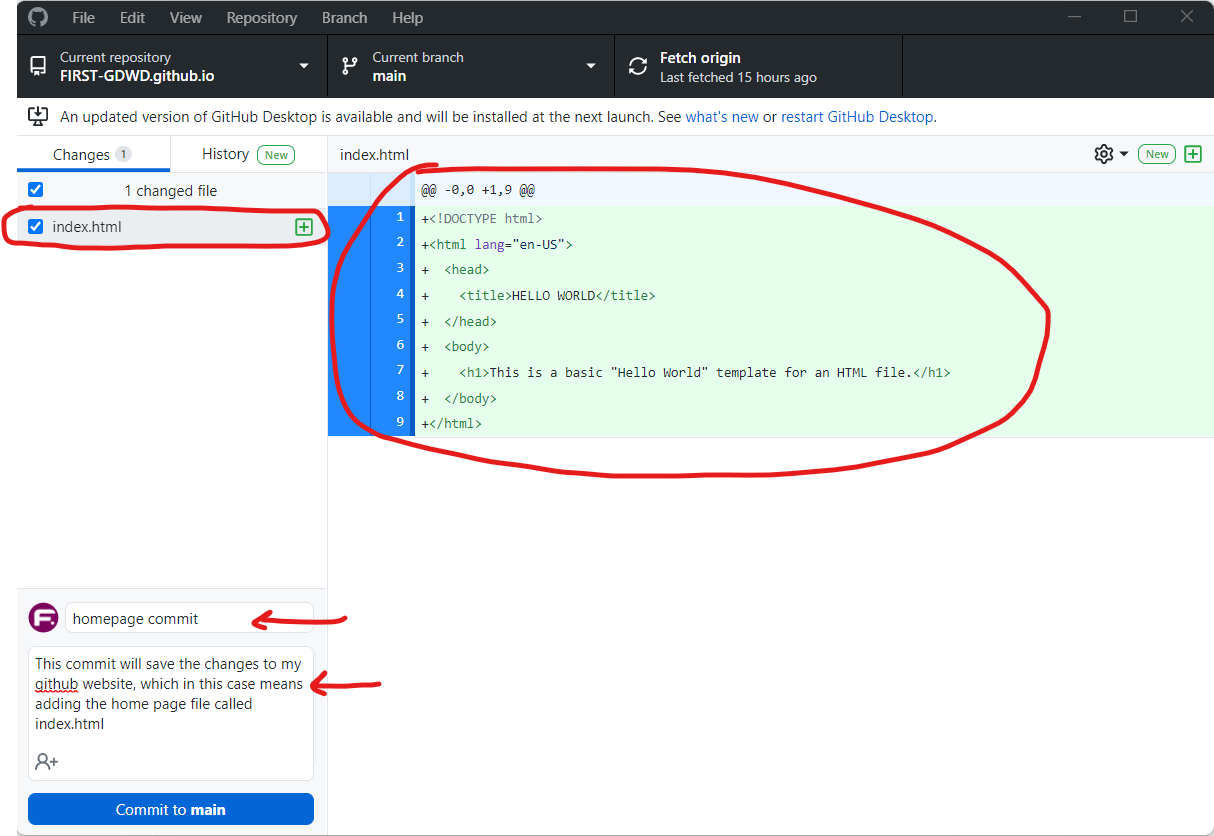 File Edit View Repository Branch Help
Current repository
FIRST-GDWD.github.io
Current branch
main
Fetch origin
Last fetched 15 hours ago
An updated version of GitHub Desktop is available and will be installed at the next launch. See what's new or restart GitHub Desktop.
Changes 1
History New
index.html
New
1 changed file
index.html
@@ -0,0 +1,9 @@
1 +<!DOCTYPE html>
2 +<html lang="en-US">
3 +  <head>
4 +    <title>HELLO WORLD</title>
5 +  </head>
6 +  <body>
7 +    <h1>This is a basic "Hello World" template for an HTML file.</h1>
8 +  </body>
9 +</html>
homepage commit
This commit will save the changes to my
github website, which in this case means
adding the home page file called
index.html
Commit to main